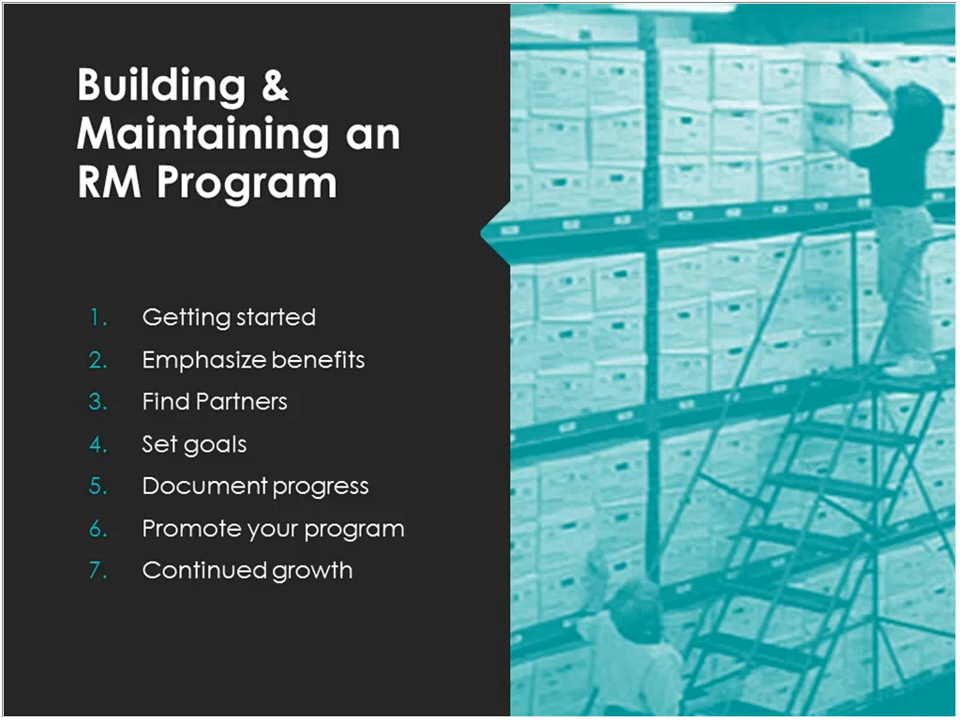 Building &
Maintaining an
RM Program
1. Getting started
2. Emphasize benefits
3. Find Partners
4. Set goals
5. Document progress
6. Promote your program
7. Continued growth